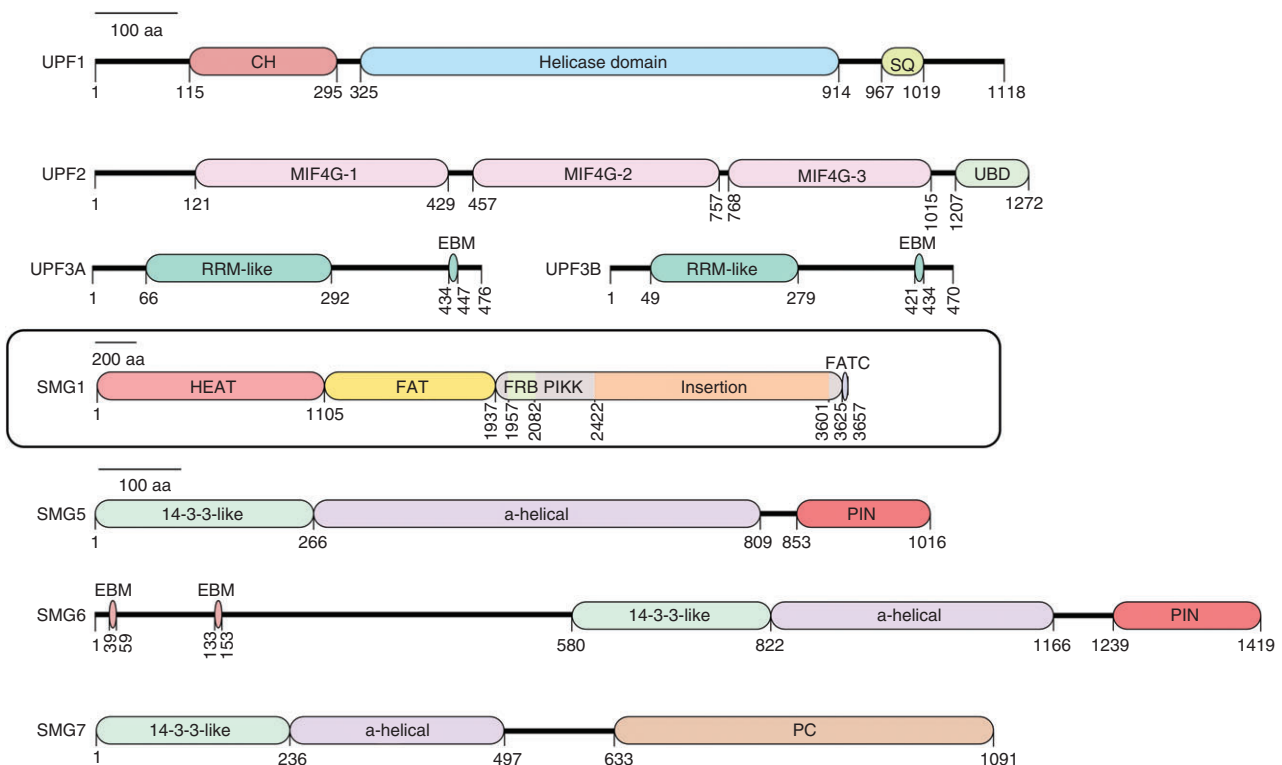 100 aa
UPF1 CH Helicase domain SQ
1 115 295 325 914 967 1019 1118
UPF2 MIF4G-1 MIF4G-2 MIF4G-3 UBD
1 121 429 457 757 768 1015 1207 1272
EBM EBM
UPF3A RRM-like UPF3B RRM-like
1 66 292 434 447 476 1 49 279 421 434 470
200 aa FATC
SMG1 HEAT FAT FRB PIKK Insertion
1 1105 1937 1957 2082 2422 3601 3625 3657
100 aa
SMG5 14-3-3-like a-helical PIN
1 266 809 853 1016
EBM EBM
SMG6 14-3-3-like a-helical PIN
1 39 59 133 153 580 822 1166 1239 1419
SMG7 14-3-3-like a-helical PC
1 236 497 633 1091